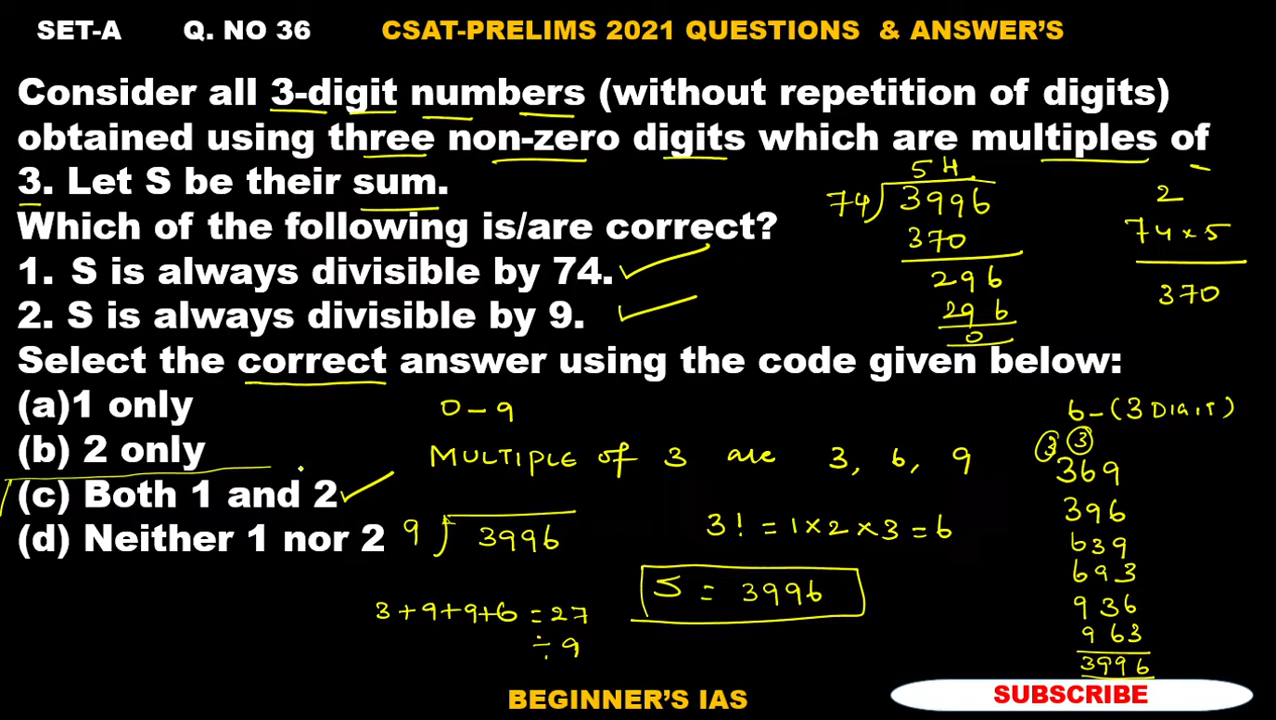 SET-A Q. NO 36 CSAT-PRELIMS 2021 QUESTIONS & ANSWER'S
Consider all 3-digit numbers (without repetition of digits)
obtained using three non-zero digits which are multiples of
3. Let S be their sum.
Which of the following is/are correct?
1. S is always divisible by 74.
2. S is always divisible by 9.
Select the correct answer using the code given below:
(a)1 only
(b) 2 only
(c) Both 1 and 2
(d) Neither 1 nor 2
54
74)3996
370
296
296
0
2
74×5
370
0-9
MULTIPLE of 3 are 3, 6, 9
3! = 1×2×3 = 6
9)3996
S = 3996
3+9+9+6 = 27
÷9
6-(3 DIGIT)
3 3
369
396
639
693
936
963
3996
BEGINNER'S IAS
SUBSCRIBE